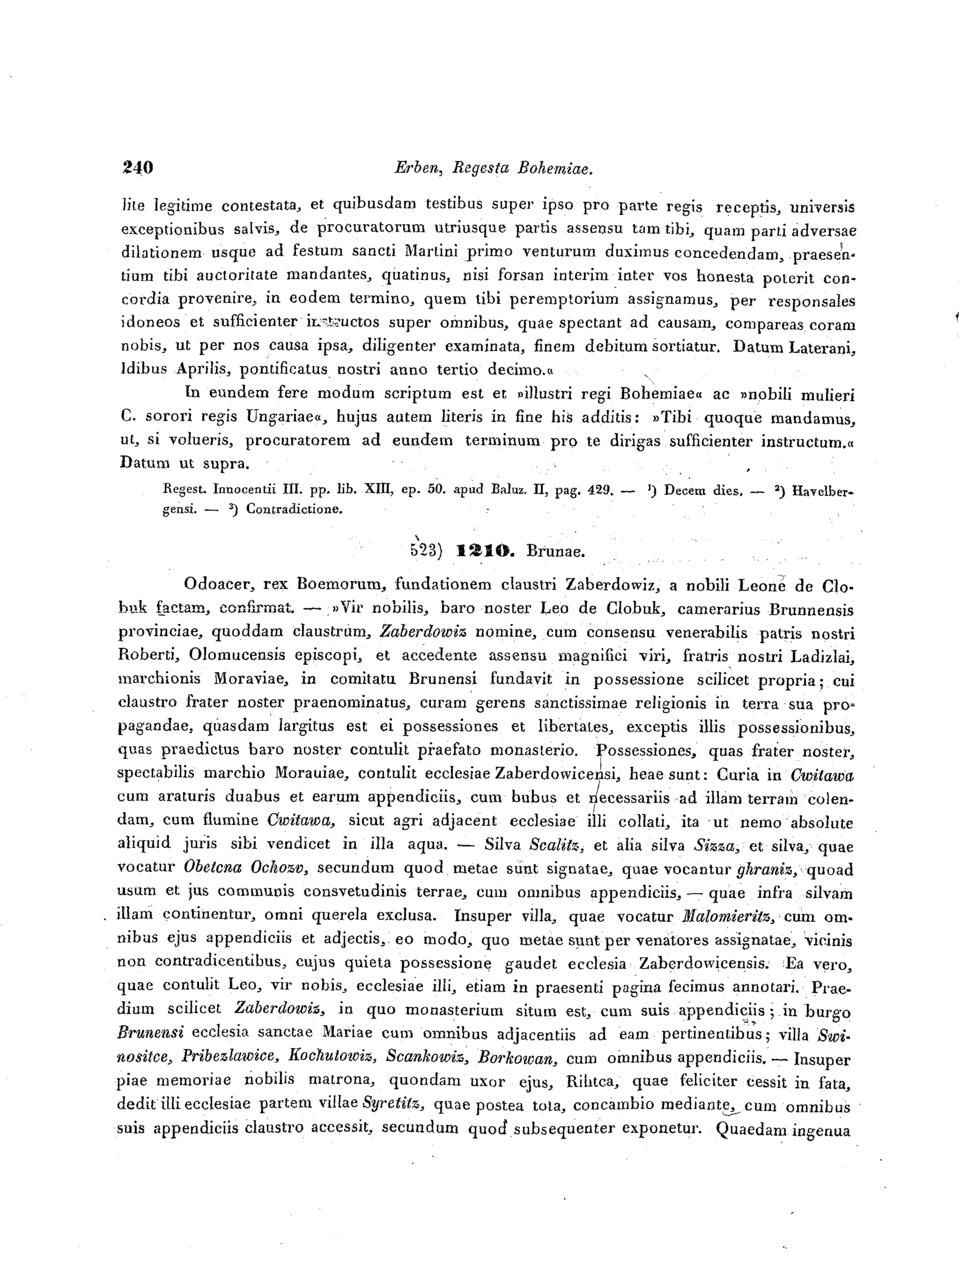 240 Erben, Regesta Bohemiae.
lite legitime contestata, et quibusdam testibus super ipso pro parte regis receptis, universis
exceptionibus salvis, de procuratorum utriusque partis assensu tam tibi, quam parti adversae
dilationem usque ad festum sancti Martini primo venturum duximus concedendam, praesen-
tium tibi auctoritate mandantes, quatinus, nisi forsan interim inter vos honesta poterit con-
cordia provenire, in eodem termino, quem tibi peremptorium assignamus, per responsales
idoneos et sufficienter instructos super omnibus, quae spectant ad causam, compareas coram
nobis, ut per nos causa ipsa, diligenter examinata, finem debitum sortiatur. Datum Laterani,
Idibus Aprilis, pontificatus nostri anno tertio decimo.«
In eundem fere modum scriptum est et »illustri regi Bohemiae« ac »nobili mulieri
C. sorori regis Ungariae«, hujus autem literis in fine his additis: »Tibi quoque mandamus,
ut, si volueris, procuratorem ad eundem terminum pro te dirigas sufficienter instructum.«
Datum ut supra.
Regest. Innocentii III. pp. lib. XIII, ep. 50. apud Baluz. II, pag. 429. — ¹) Decem dies. — ²) Havelber-
gensi. — ³) Contradictione.
523) 1210. Brunae.
Odoacer, rex Boemorum, fundationem claustri Zaberdowiz, a nobili Leone de Clo-
buk factam, confirmat. — »Vir nobilis, baro noster Leo de Clobuk, camerarius Brunnensis
provinciae, quoddam claustrum, Zaberdowiz nomine, cum consensu venerabilis patris nostri
Roberti, Olomucensis episcopi, et accedente assensu magnifici viri, fratris nostri Ladizlai,
marchionis Moraviae, in comitatu Brunensi fundavit in possessione scilicet propria; cui
claustro frater noster praenominatus, curam gerens sanctissimae religionis in terra sua pro-
pagandae, quasdam largitus est ei possessiones et libertates, exceptis illis possessionibus,
quas praedictus baro noster contulit praefato monasterio. Possessiones, quas frater noster,
spectabilis marchio Morauiae, contulit ecclesiae Zaberdowicensi, heae sunt: Curia in Cwitawa
cum araturis duabus et earum appendiciis, cum bubus et necessariis ad illam terram colen-
dam, cum flumine Cwitawa, sicut agri adjacent ecclesiae illi collati, ita ut nemo absolute
aliquid juris sibi vendicet in illa aqua. — Silva Scalitz, et alia silva Sizza, et silva, quae
vocatur Obetcna Ochozo, secundum quod metae sunt signatae, quae vocantur ghraniz, quoad
usum et jus communis consvetudinis terrae, cum omnibus appendiciis, — quae infra silvam
illam continentur, omni querela exclusa. Insuper villa, quae vocatur Malomieritz, cum om-
nibus ejus appendiciis et adjectis, eo modo, quo metae sunt per venatores assignatae, vicinis
non contradicentibus, cujus quieta possessione gaudet ecclesia Zaberdowicensis. Ea vero,
quae contulit Leo, vir nobis, ecclesiae illi, etiam in praesenti pagina fecimus annotari. Prae-
dium scilicet Zaberdowiz, in quo monasterium situm est, cum suis appendiciis; in burgo
Brunensi ecclesia sanctae Mariae cum omnibus adjacentiis ad eam pertinentibus; villa Swi-
nositce, Pribezlawice, Kochutowiz, Scankowiz, Borkowan, cum omnibus appendiciis. — Insuper
piae memoriae nobilis matrona, quondam uxor ejus, Rihtca, quae feliciter cessit in fata,
dedit illi ecclesiae partem villae Syretitz, quae postea tota, concambio mediante, cum omnibus
suis appendiciis claustro accessit, secundum quod subsequenter exponetur. Quaedam ingenua